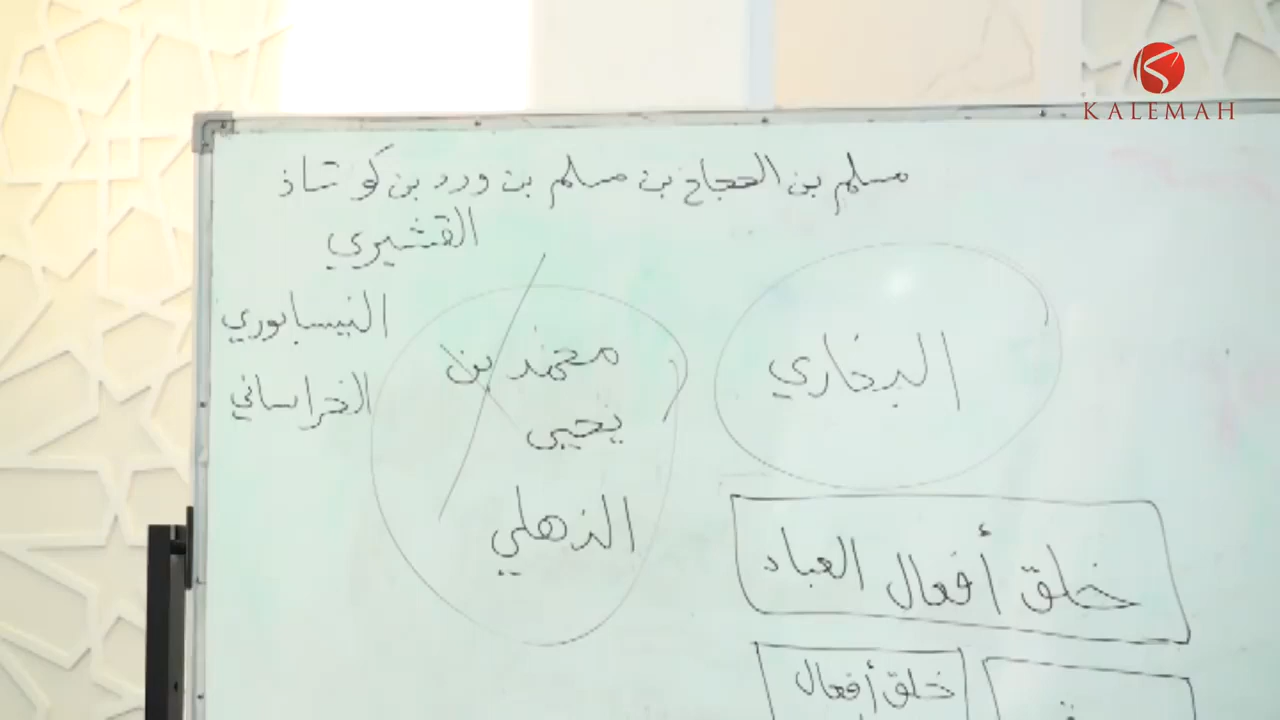 KALEMAH
مسلم بن الحجاج بن مسلم بن ورد بن كوشاذ
القشيري
النيسابوري
الخراساني
البخاري
محمد بن
يحيى
الذهلي
خلق أفعال العباد
خلق أفعال